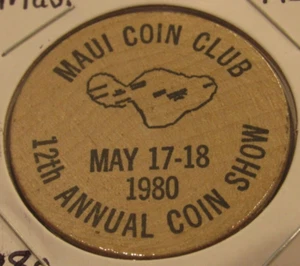 MAUI COIN CLUB
MAY 17-18
1980
12th ANNUAL COIN SHOW